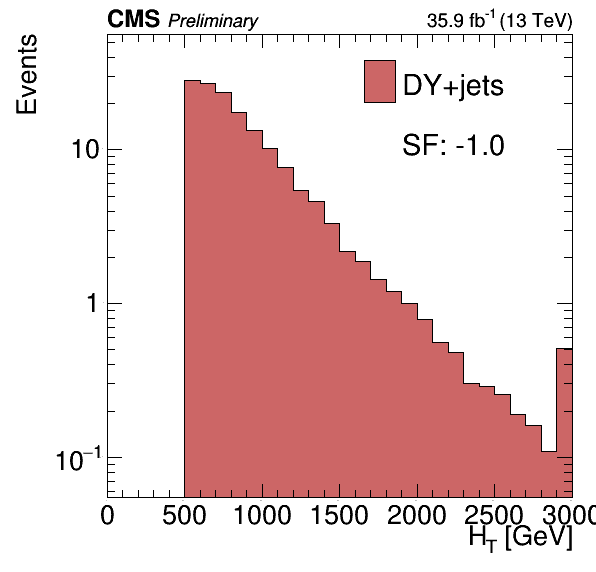 CMS Preliminary 35.9 fb⁻¹ (13 TeV)
Events
DY+jets
SF: -1.0
10
1
10⁻¹
0 500 1000 1500 2000 2500 3000
H_T [GeV]